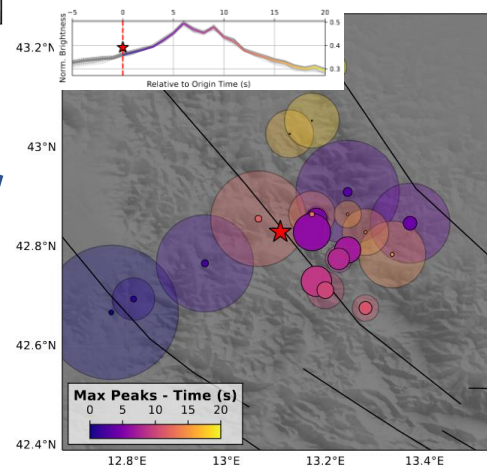 −5 0 5 10 15 20
Norm. Brightness
0.5
0.4
0.3
Relative to Origin Time (s)
43.2°N
43°N
42.8°N
42.6°N
42.4°N
Max Peaks - Time (s)
0 5 10 15 20
12.8°E 13°E 13.2°E 13.4°E